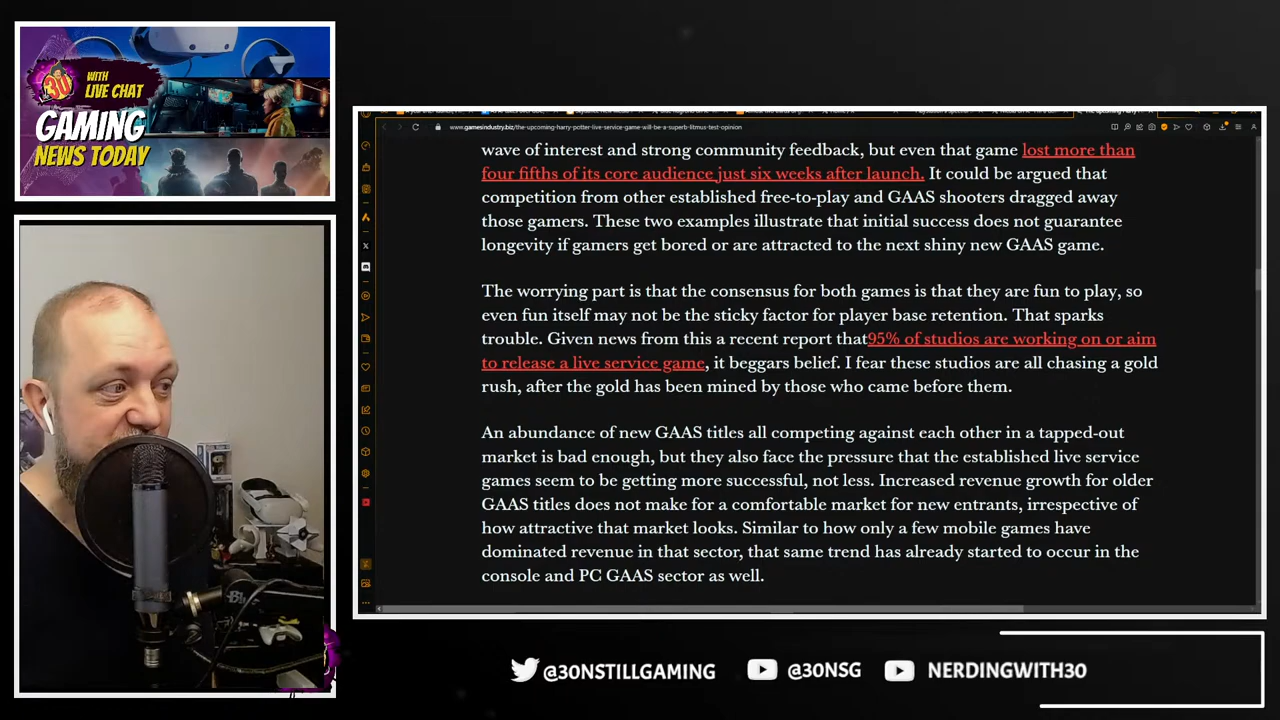 30
WITH
LIVE CHAT
GAMING
NEWS TODAY
www.gamesindustry.biz/the-upcoming-harry-potter-live-service-game-will-be-a-superb-litmus-test-opinion
wave of interest and strong community feedback, but even that game lost more than
four fifths of its core audience just six weeks after launch. It could be argued that
competition from other established free-to-play and GAAS shooters dragged away
those gamers. These two examples illustrate that initial success does not guarantee
longevity if gamers get bored or are attracted to the next shiny new GAAS game.
The worrying part is that the consensus for both games is that they are fun to play, so
even fun itself may not be the sticky factor for player base retention. That sparks
trouble. Given news from this a recent report that95% of studios are working on or aim
to release a live service game, it beggars belief. I fear these studios are all chasing a gold
rush, after the gold has been mined by those who came before them.
An abundance of new GAAS titles all competing against each other in a tapped-out
market is bad enough, but they also face the pressure that the established live service
games seem to be getting more successful, not less. Increased revenue growth for older
GAAS titles does not make for a comfortable market for new entrants, irrespective of
how attractive that market looks. Similar to how only a few mobile games have
dominated revenue in that sector, that same trend has already started to occur in the
console and PC GAAS sector as well.
Blue
@30NSTILLGAMING
@30NSG
NERDINGWITH30